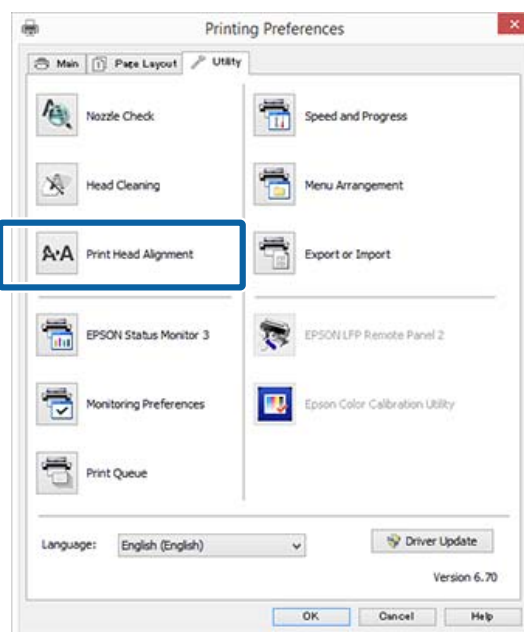 Printing Preferences
Main
Page Layout
Utility
Nozzle Check
Speed and Progress
Head Cleaning
Menu Arrangement
A·A
Print Head Alignment
Export or Import
EPSON Status Monitor 3
EPSON LFP Remote Panel 2
Monitoring Preferences
Epson Color Calibration Utility
Print Queue
Language:
English (English)
Driver Update
Version 6.70
OK
Cancel
Help